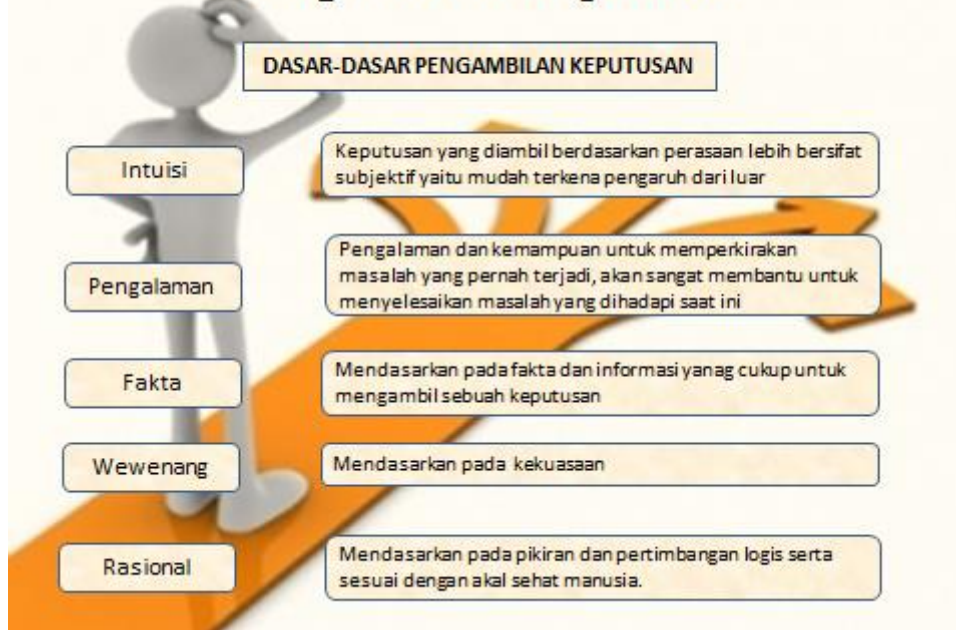 DASAR-DASAR PENGAMBILAN KEPUTUSAN
Intuisi
Keputusan yang diambil berdasarkan perasaan lebih bersifat
subjektif yaitu mudah terkena pengaruh dari luar
Pengalaman
Pengalaman dan kemampuan untuk memperkirakan
masalah yang pernah terjadi, akan sangat membantu untuk
menyelesaikan masalah yang dihadapi saat ini
Fakta
Mendasarkan pada fakta dan informasi yanag cukup untuk
mengambil sebuah keputusan
Wewenang
Mendasarkan pada kekuasaan
Rasional
Mendasarkan pada pikiran dan pertimbangan logis serta
sesuai dengan akal sehat manusia.